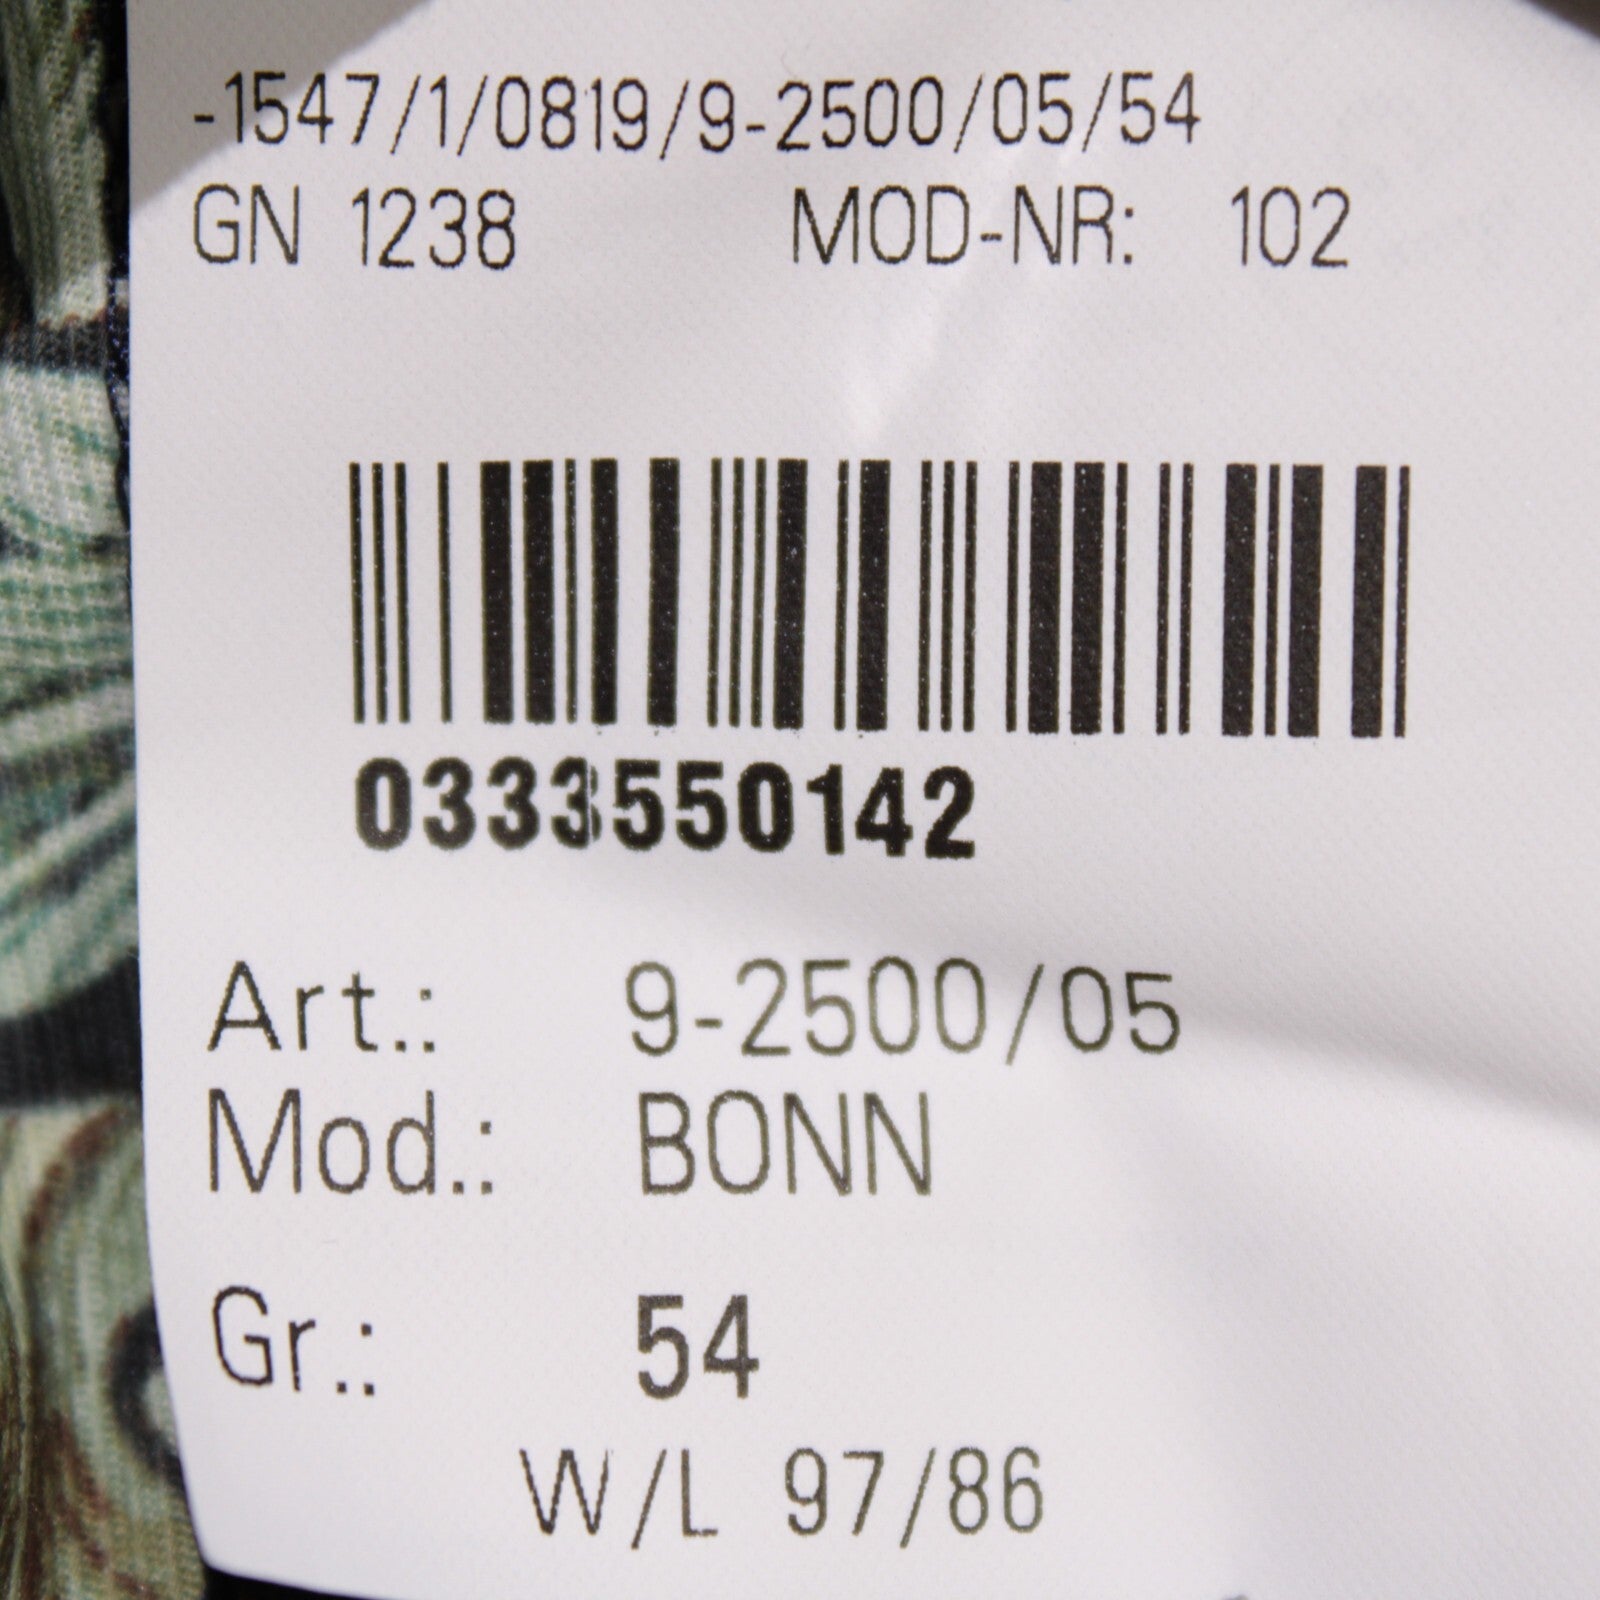 -1547/1/0819/9-2500/05/54
GN 1238 MOD-NR: 102
0333550142
Art.: 9-2500/05
Mod.: BONN
Gr.: 54
W/L 97/86